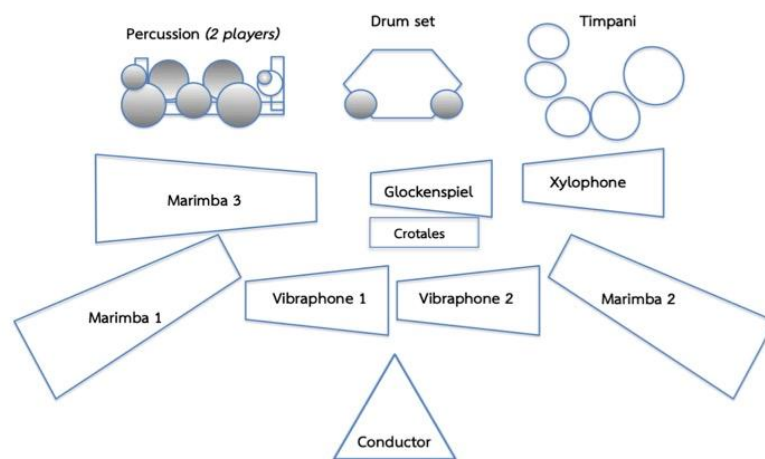 Percussion (2 players)
Drum set
Timpani
Marimba 3
Glockenspiel
Xylophone
Crotales
Marimba 1
Vibraphone 1
Vibraphone 2
Marimba 2
Conductor